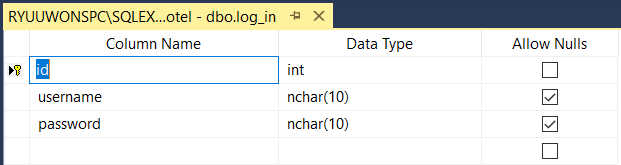 RYUUWONSPC\SQLEX...otel - dbo.log_in
Column Name Data Type Allow Nulls
id int
username nchar(10)
password nchar(10)